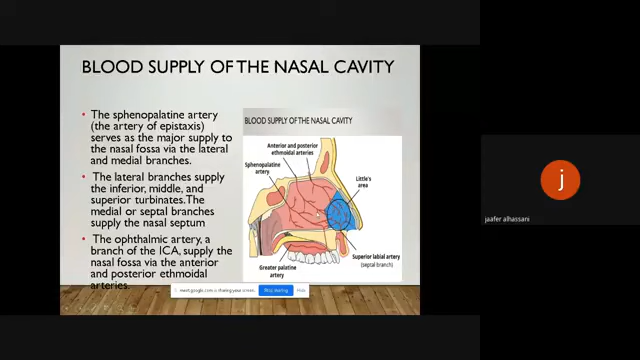 BLOOD SUPPLY OF THE NASAL CAVITY
• The sphenopalatine artery
(the artery of epistaxis)
serves as the major supply to
the nasal fossa via the lateral
and medial branches.
• The lateral branches supply
the inferior, middle, and
superior turbinates.The
medial or septal branches
supply the nasal septum
• The ophthalmic artery, a
branch of the ICA, supply the
nasal fossa via the anterior
and posterior ethmoidal
arteries.
BLOOD SUPPLY OF THE NASAL CAVITY
Anterior and posterior
ethmoidal arteries
Sphenopalatine
artery
Little's
area
Superior labial artery
(septal branch)
Greater palatine
artery
meet.google.com is sharing your screen.
Stop sharing
Hide
j
jaafer alhassani